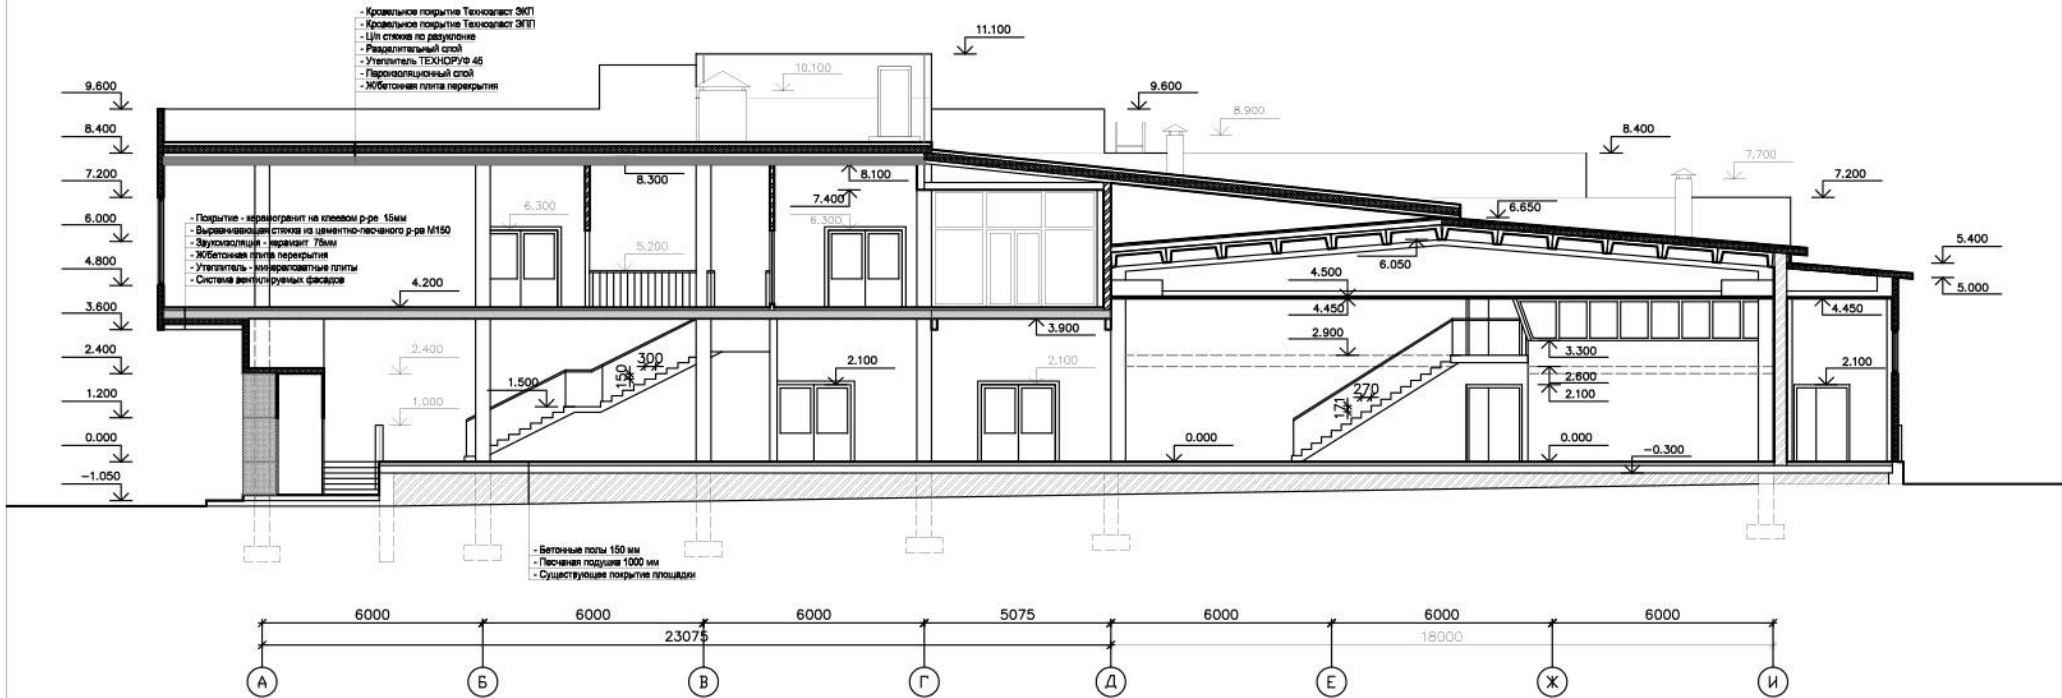 - Кровельное покрытие Техноэласт ЭКП
- Кровельное покрытие Техноэласт ЭПП
- Ц/п стяжка по разуклонке
- Разделительный слой
- Утеплитель ТЕХНОРУФ 45
- Пароизоляционный слой
- Ж/бетонная плита перекрытия
11.100
10.100
9.600
9.600
8.900
8.400
8.400
7.700
7.200
8.300
8.100
7.200
7.400
6.300
6.300
6.650
6.000
- Покрытие - керамогранит на клеевом р-ре 15мм
- Выравнивающая стяжка из цементно-песчаного р-ра М150
- Звукоизоляция - керамзит 75мм
- Ж/бетонная плита перекрытия
- Утеплитель - минераловатные плиты
- Система вентилируемых фасадов
5.200
6.050
5.400
4.800
4.200
4.500
5.000
3.600
4.450
4.450
3.900
2.900
2.400
2.400
300
2.100
2.100
3.300
2.100
150
1.500
2.600
270
2.100
1.200
1.000
171
0.000
0.000
0.000
-0.300
-1.050
- Бетонные полы 150 мм
- Песчаная подушка 1000 мм
- Существующее покрытие площадки
6000 6000 6000 5075 6000 6000 6000
23075 18000
А Б В Г Д Е Ж И